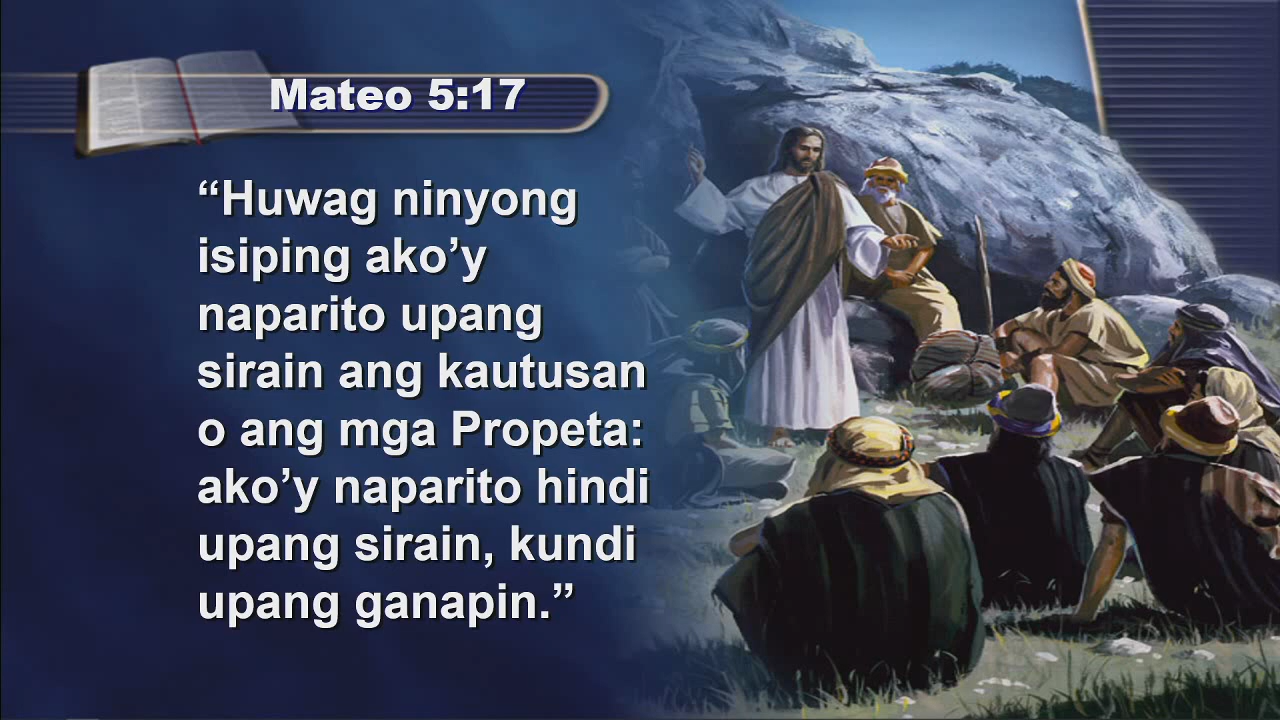 Mateo 5:17
“Huwag ninyong
isiping ako’y
naparito upang
sirain ang kautusan
o ang mga Propeta:
ako’y naparito hindi
upang sirain, kundi
upang ganapin.”